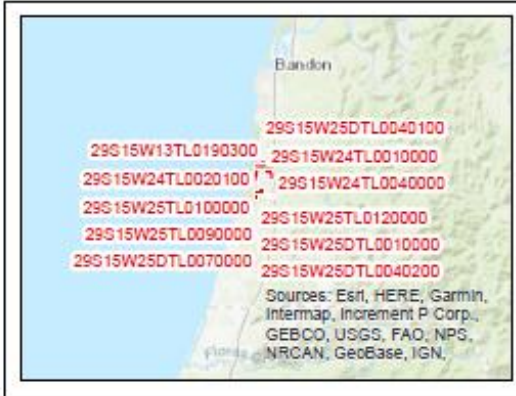 Bandon
29S15W25DTL0040100
29S15W13TL0190300
29S15W24TL0010000
29S15W24TL0020100
29S15W24TL0040000
29S15W25TL0100000
29S15W25TL0120000
29S15W25TL0090000
29S15W25DTL0010000
29S15W25DTL0070000
29S15W25DTL0040200
Sources: Esri, HERE, Garmin,
Intermap, Increment P Corp.,
GEBCO, USGS, FAO, NPS,
NRCAN, GeoBase, IGN,